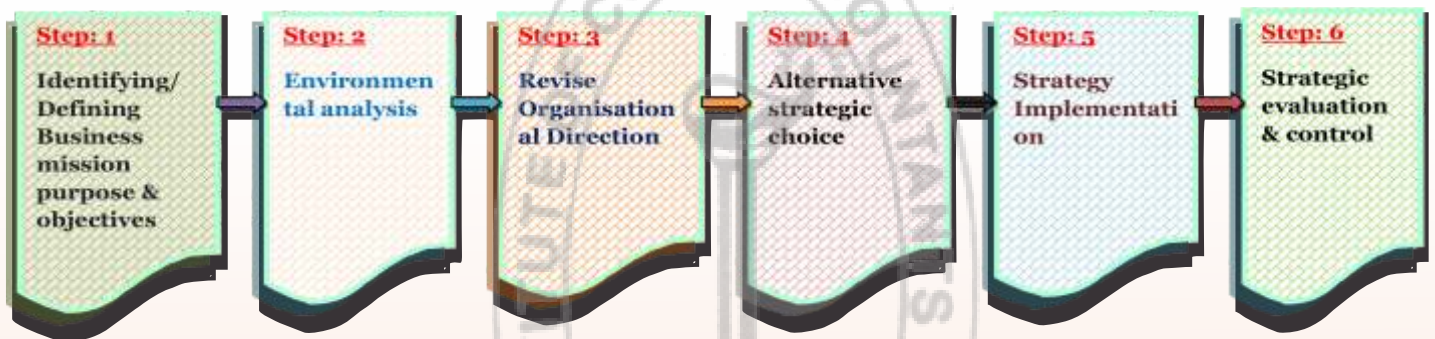 Step: 1
Identifying/
Defining
Business
mission
purpose &
objectives
Step: 2
Environmen
tal analysis
Step: 3
Revise
Organisation
al Direction
Step: 4
Alternative
strategic
choice
Step: 5
Strategy
Implementati
on
Step: 6
Strategic
evaluation
& control